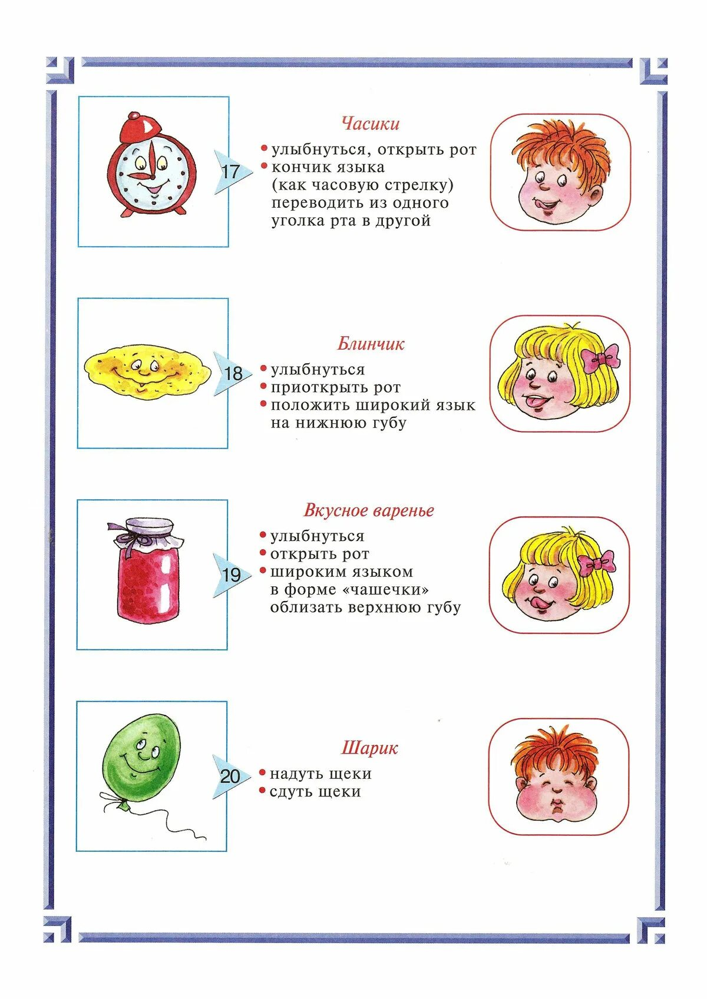 Часики
17
• улыбнуться, открыть рот
• кончик языка
(как часовую стрелку)
переводить из одного
уголка рта в другой
Блинчик
18
• улыбнуться
• приоткрыть рот
• положить широкий язык
на нижнюю губу
Вкусное варенье
19
• улыбнуться
• открыть рот
• широким языком
в форме «чашечки»
облизать верхнюю губу
Шарик
20
• надуть щеки
• сдуть щеки